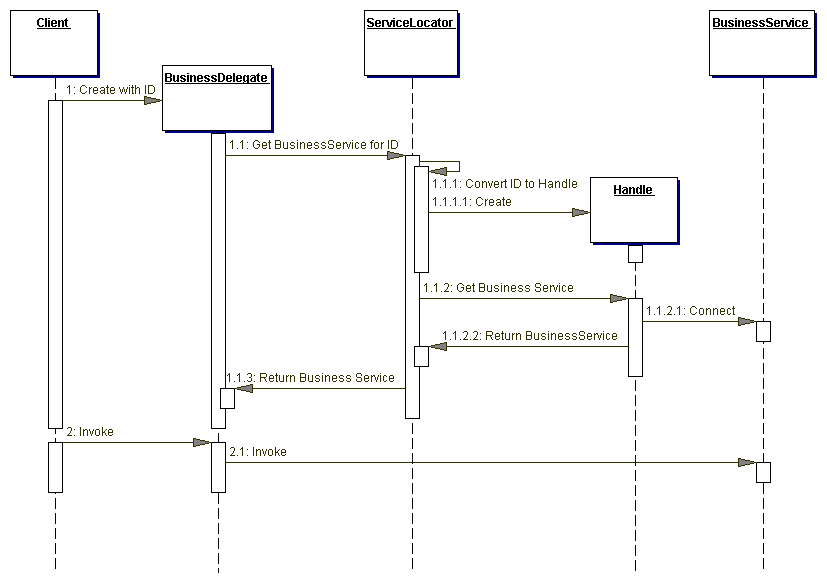 Client
ServiceLocator
BusinessService
BusinessDelegate
1: Create with ID
1.1: Get BusinessService for ID
1.1.1: Convert ID to Handle
Handle
1.1.1.1: Create
1.1.2: Get Business Service
1.1.2.1: Connect
1.1.2.2: Return BusinessService
1.1.3: Return Business Service
2: Invoke
2.1: Invoke